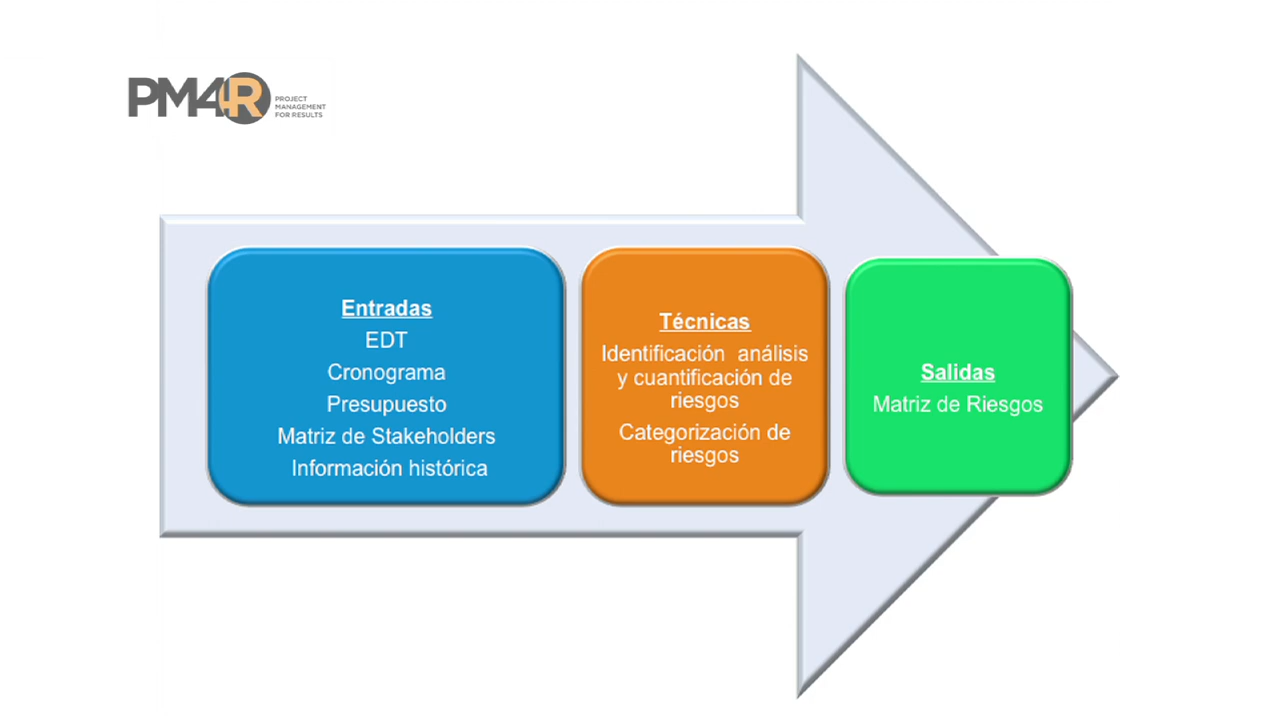 PM4R
PROJECT
MANAGEMENT
FOR RESULTS
Entradas
EDT
Cronograma
Presupuesto
Matriz de Stakeholders
Información histórica
Técnicas
Identificación análisis
y cuantificación de
riesgos
Categorización de
riesgos
Salidas
Matriz de Riesgos